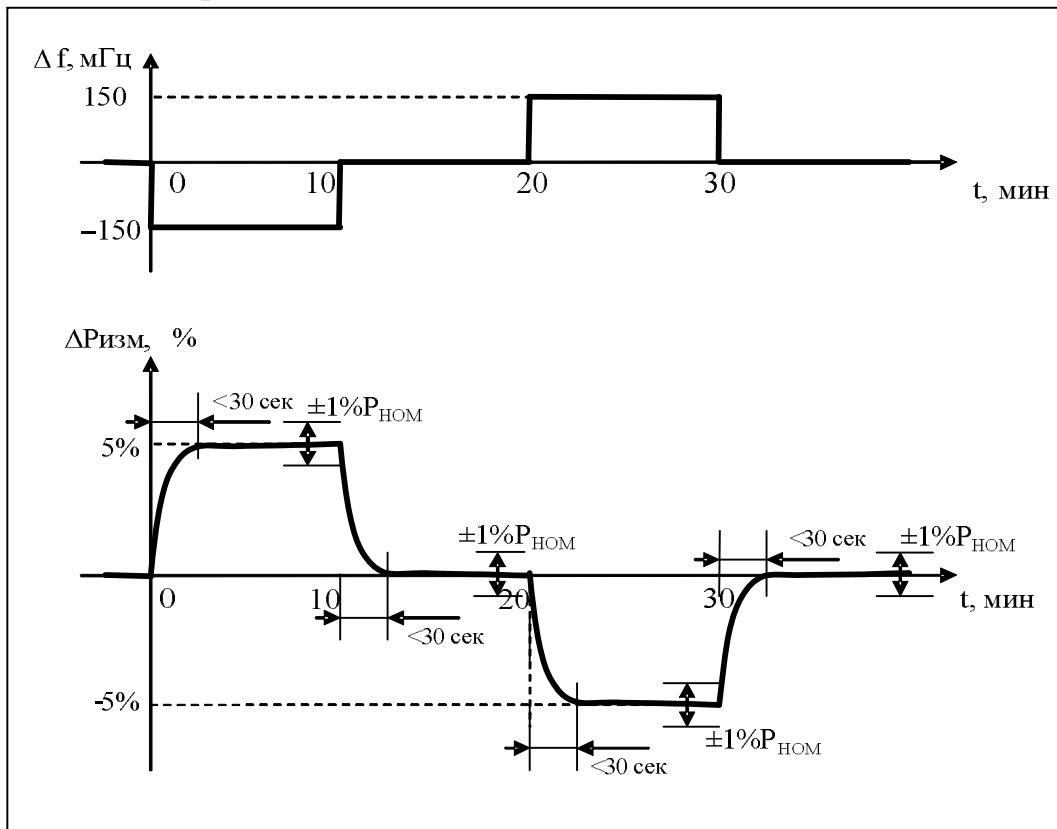 Δ f, мГц
150
0 10 20 30
t, мин
–150
ΔPизм, %
<30 сек
±1%PНОМ
5%
±1%PНОМ
<30 сек
±1%PНОМ
0 10 20 30
t, мин
<30 сек
-5%
±1%PНОМ
<30 сек